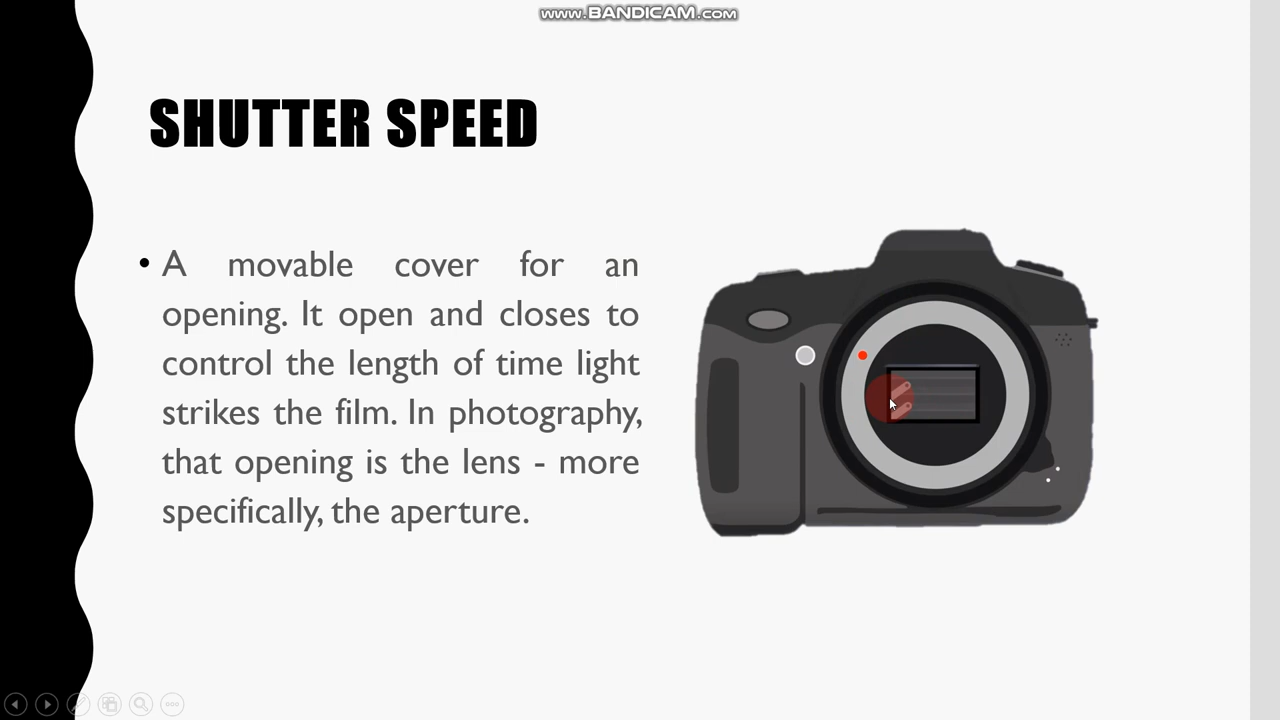 www.BANDICAM.com
SHUTTER SPEED
• A movable cover for an
opening. It open and closes to
control the length of time light
strikes the film. In photography,
that opening is the lens - more
specifically, the aperture.